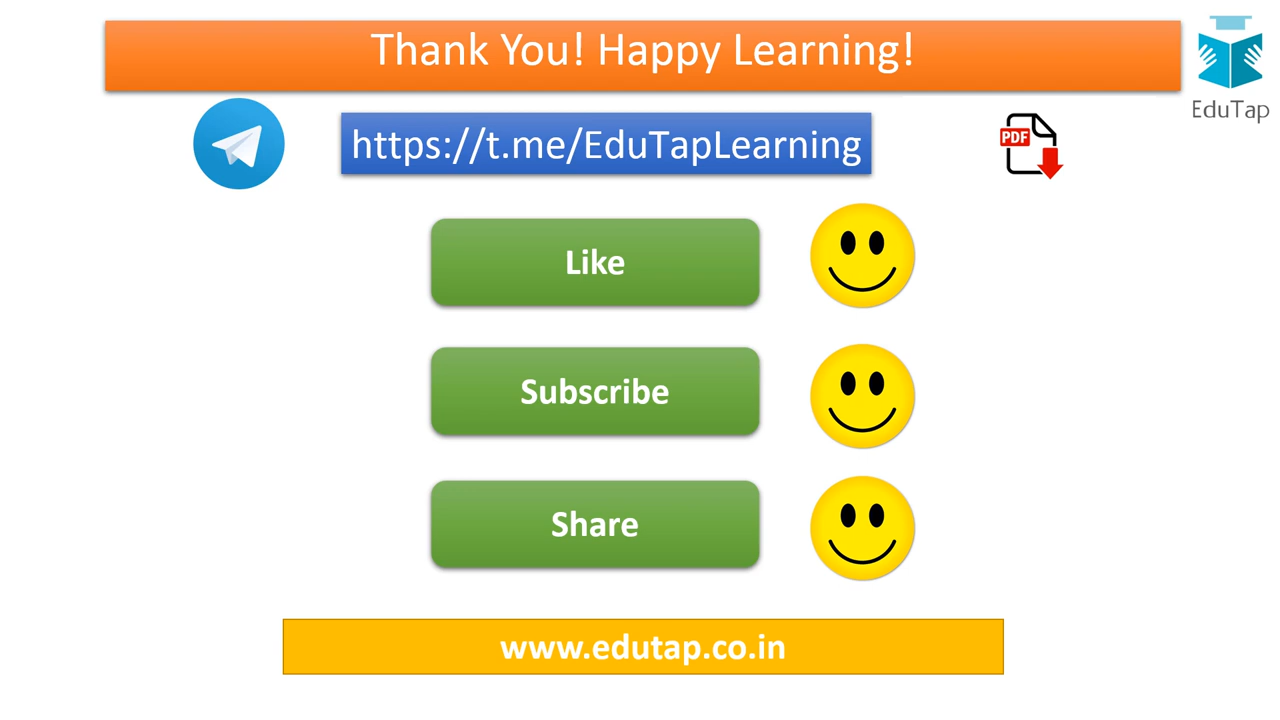 Thank You! Happy Learning!
EduTap
https://t.me/EduTapLearning
PDF
Like
Subscribe
Share
www.edutap.co.in